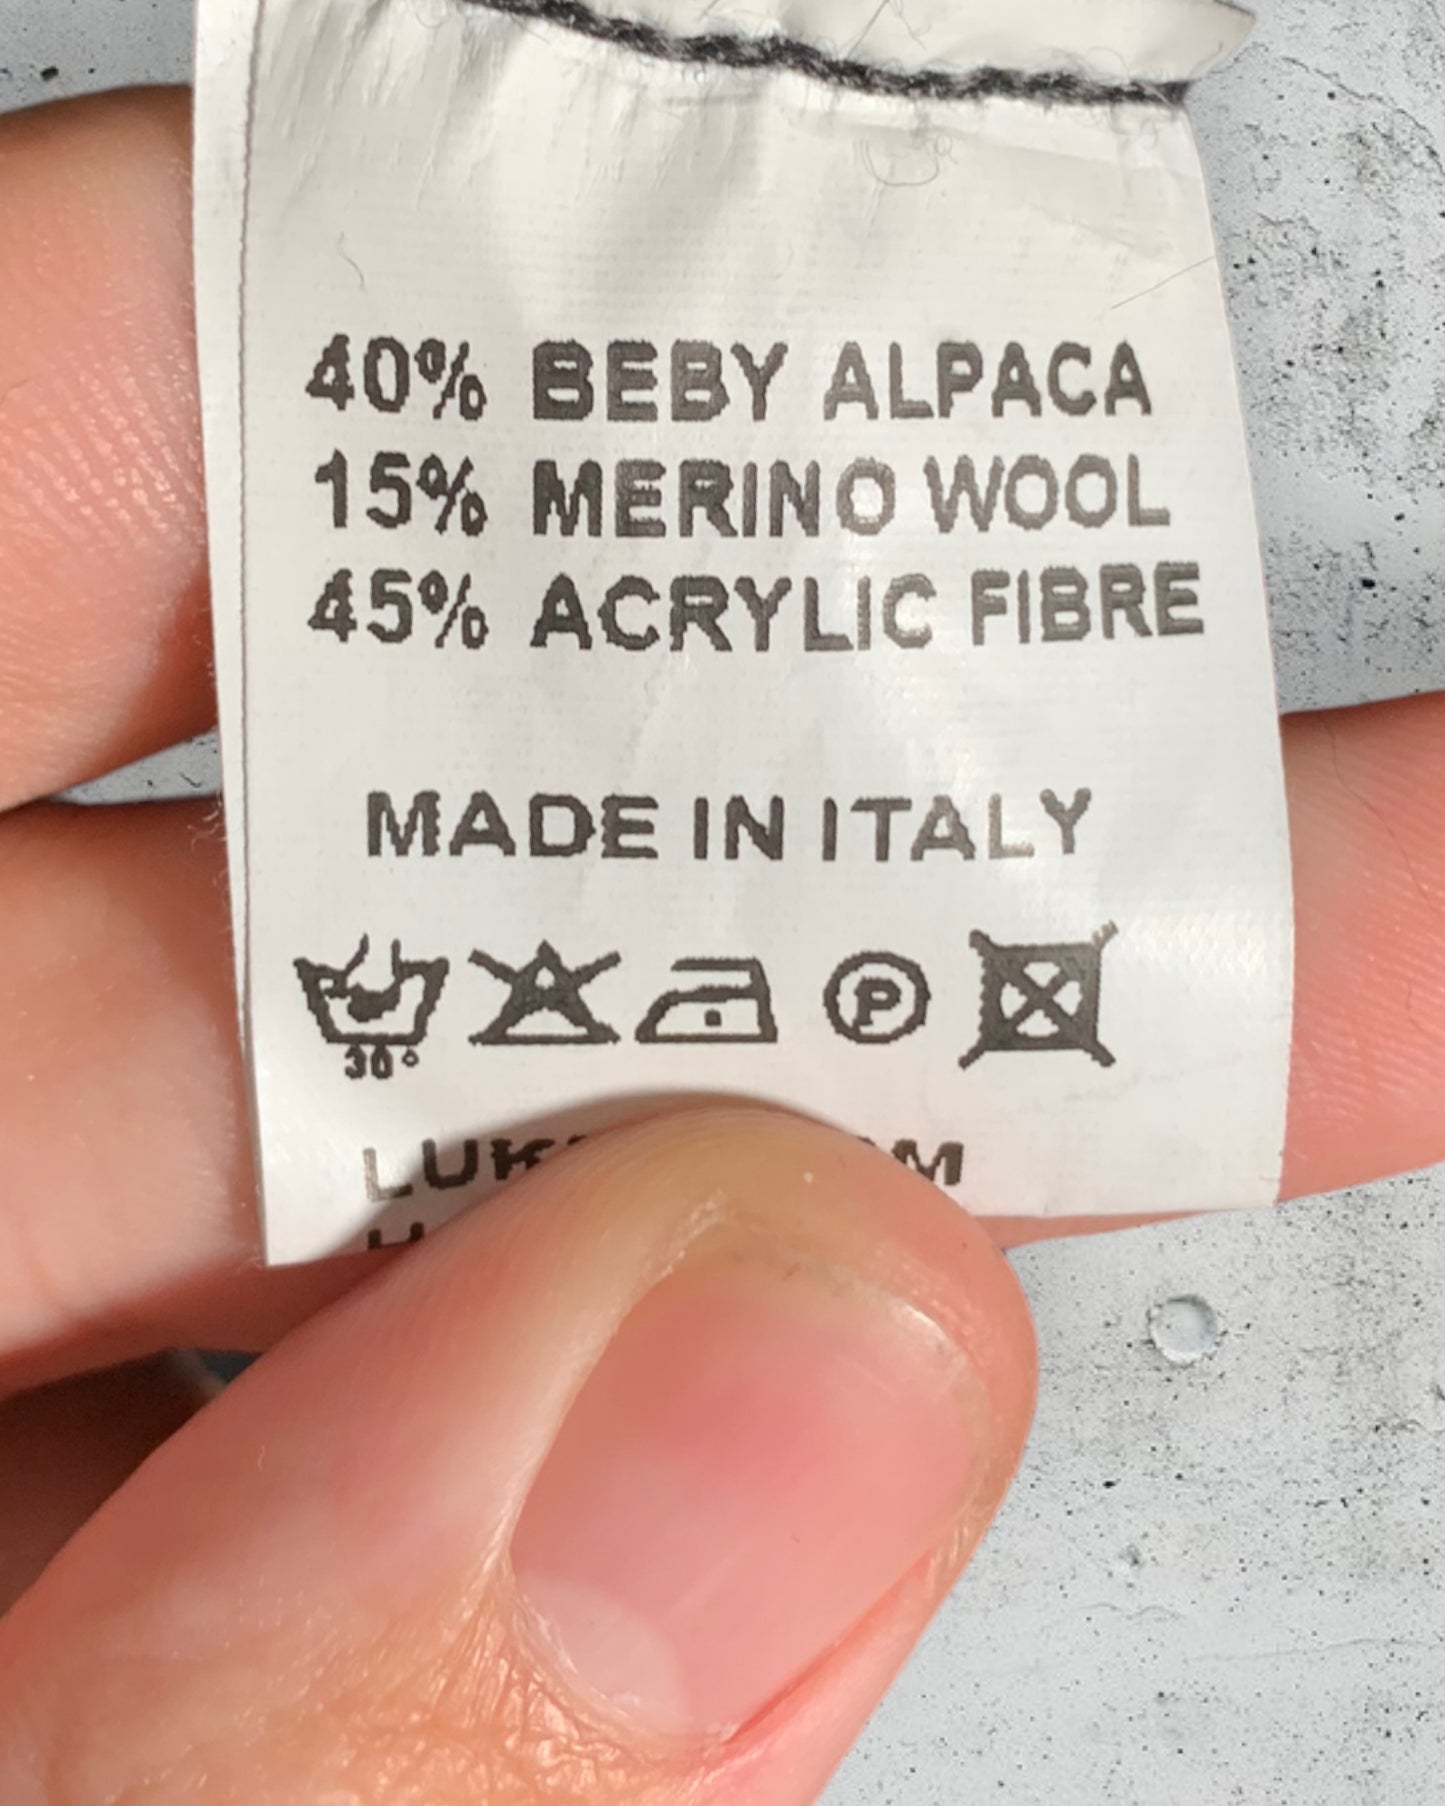 40% BEBY ALPACA
15% MERINO WOOL
45% ACRYLIC FIBRE
MADE IN ITALY
30°
P